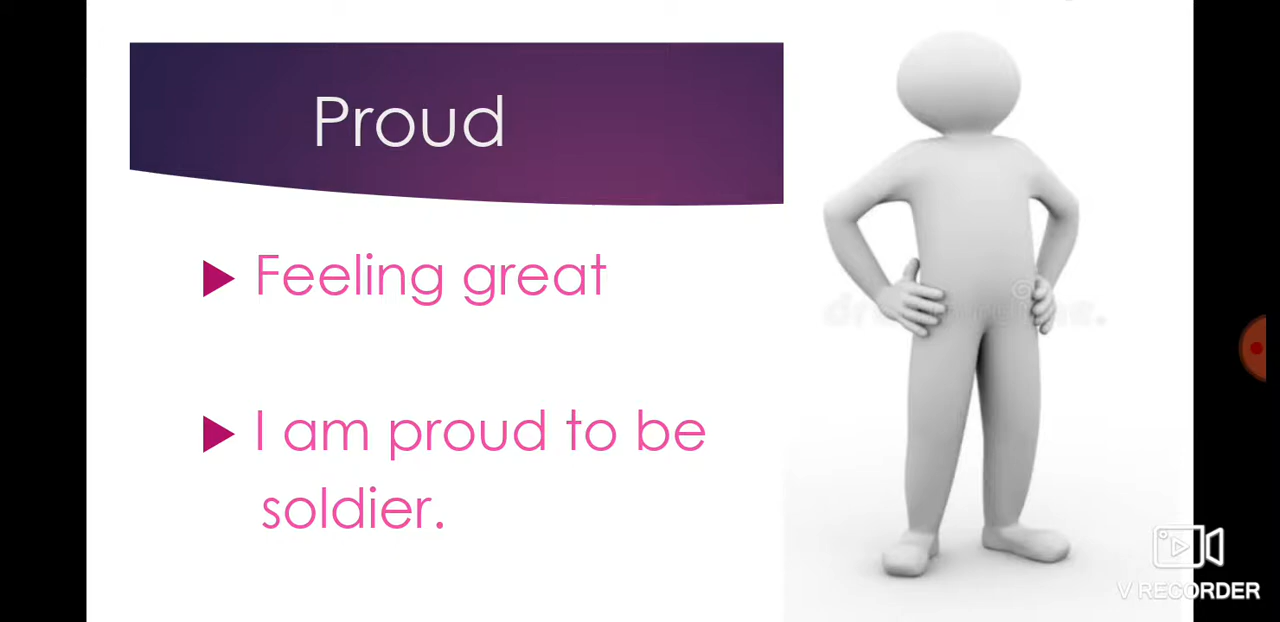 Proud
Feeling great
I am proud to be
soldier.
V RECORDER